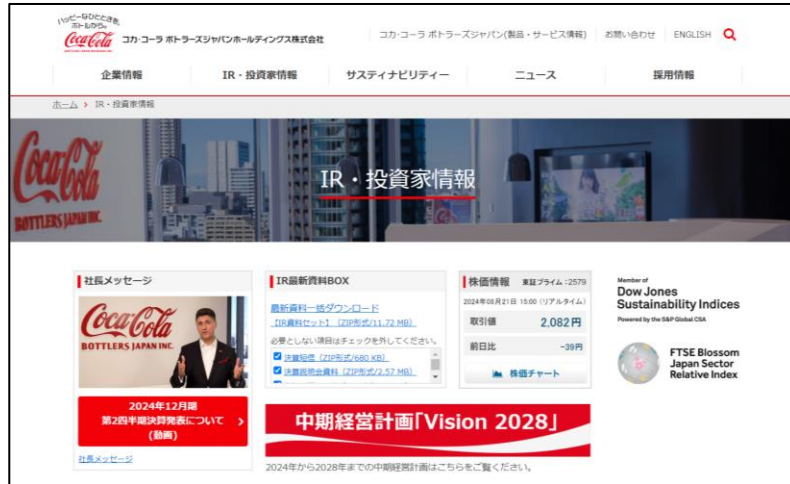 ハッピーなひとときを、
ボトルから。
Coca-Cola
コカ·コーラ ボトラーズジャパンホールディングス株式会社
コカ·コーラ ボトラーズジャパン(製品・サービス情報)
お問い合わせ
ENGLISH
企業情報
IR・投資家情報
サスティナビリティー
ニュース
採用情報
ホーム > IR・投資家情報
Coca-Cola
BOTTLERS JAPAN INC.
IR・投資家情報
社長メッセージ
Coca-Cola
BOTTLERS JAPAN INC.
2024年12月期
第2四半期決算発表について
(動画)
社長メッセージ
IR最新資料BOX
最新資料一括ダウンロード
【IR資料セット】（ZIP形式/11.72 MB）
必要としない項目はチェックを外してください。
決算短信（ZIP形式/680 KB）
決算説明会資料（ZIP形式/2.57 MB）
株価情報 東証プライム:2579
2024年08月21日 15:00 (リアルタイム)
取引値 2,082円
前日比 -39円
株価チャート
中期経営計画「Vision 2028」
2024年から2028年までの中期経営計画はこちらをご覧ください。
Member of
Dow Jones
Sustainability Indices
Powered by the S&P Global CSA
FTSE Blossom
Japan Sector
Relative Index